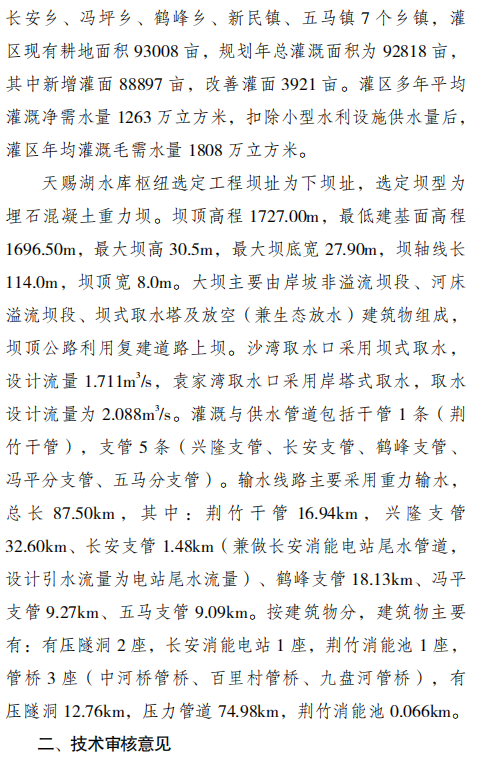 长安乡、冯坪乡、鹤峰乡、新民镇、五马镇 7 个乡镇，灌
区现有耕地面积 93008 亩，规划年总灌溉面积为 92818 亩，
其中新增灌面 88897 亩，改善灌面 3921 亩。灌区多年平均
灌溉净需水量 1263 万立方米，扣除小型水利设施供水量后，
灌区年均灌溉毛需水量 1808 万立方米。
天赐湖水库枢纽选定工程坝址为下坝址，选定坝型为
埋石混凝土重力坝。坝顶高程 1727.00m，最低建基面高程
1696.50m，最大坝高 30.5m，最大坝底宽 27.90m，坝轴线长
114.0m，坝顶宽 8.0m。大坝主要由岸坡非溢流坝段、河床
溢流坝段、坝式取水塔及放空（兼生态放水）建筑物组成，
坝顶公路利用复建道路上坝。沙湾取水口采用坝式取水，
设计流量 1.711m³/s，袁家湾取水口采用岸塔式取水，取水
设计流量为 2.088m³/s。灌溉与供水管道包括干管 1 条（荆
竹干管），支管 5 条（兴隆支管、长安支管、鹤峰支管、
冯平分支管、五马分支管）。输水线路主要采用重力输水，
总长 87.50km，其中：荆竹干管 16.94km，兴隆支管
32.60km、长安支管 1.48km（兼做长安消能电站尾水管道，
设计引水流量为电站尾水流量）、鹤峰支管 18.13km、冯平
支管 9.27km、五马支管 9.09km。按建筑物分，建筑物主要
有：有压隧洞 2 座，长安消能电站 1 座，荆竹消能池 1 座，
管桥 3 座（中河桥管桥、百里村管桥、九盘河管桥），有
压隧洞 12.76km，压力管道 74.98km，荆竹消能池 0.066km。
二、技术审核意见